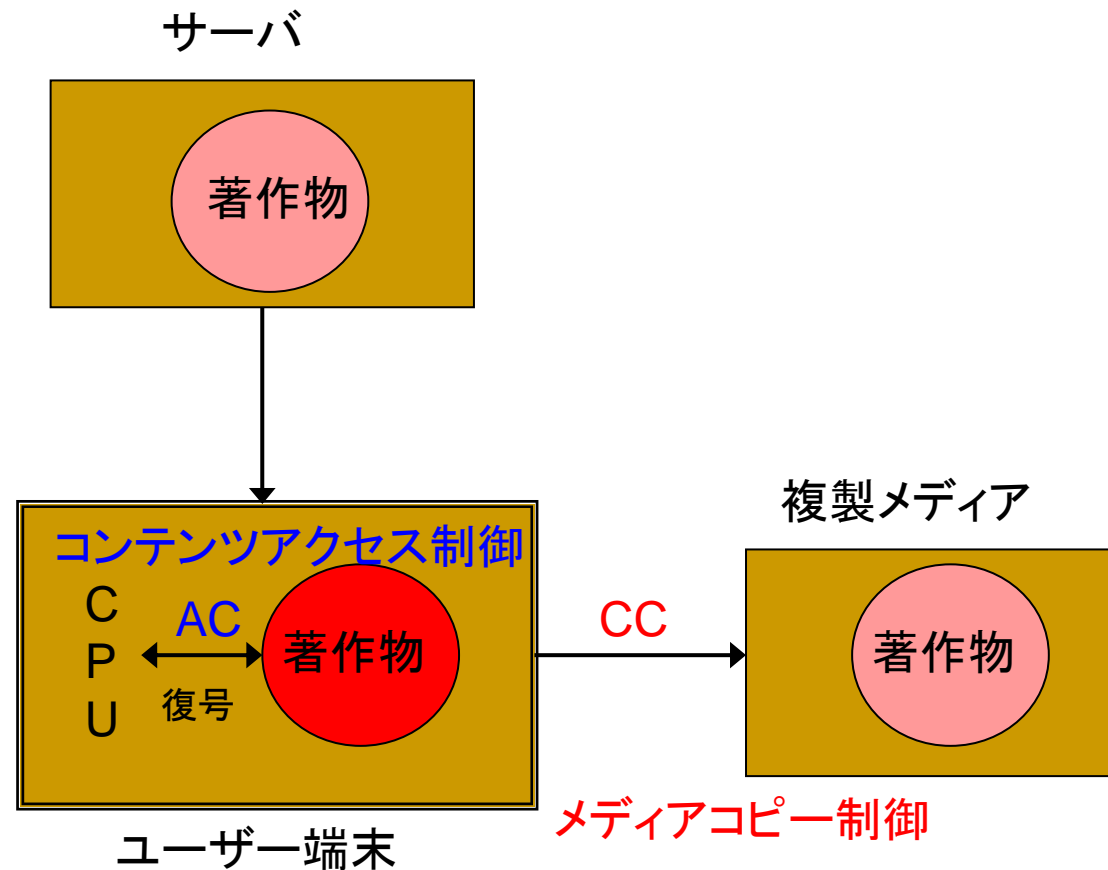 サーバ
著作物
コンテンツアクセス制御
CPU
AC
復号
著作物
ユーザー端末
CC
メディアコピー制御
複製メディア
著作物